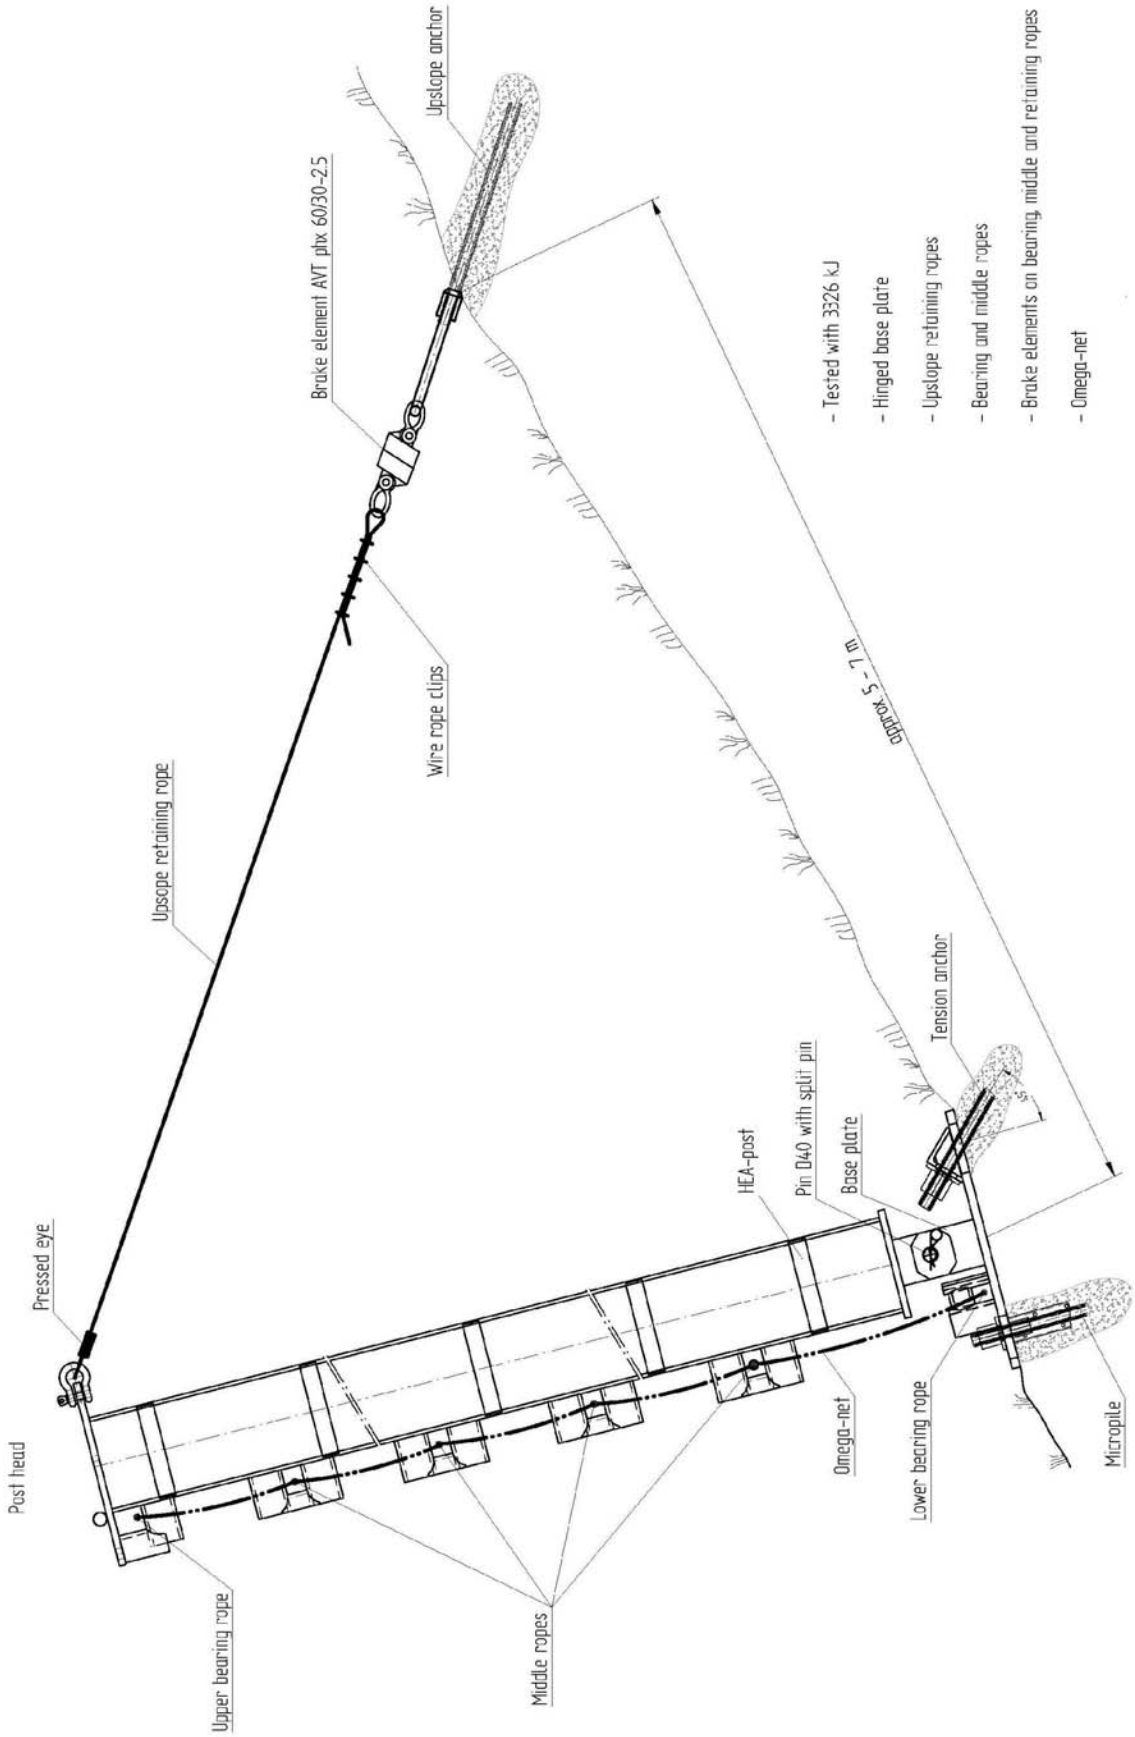 Post head
Pressed eye
Upsope retaining rope
Brake element AVT phx 60/30-2.5
Upslope anchor
Wire rope clips
Upper bearing rope
Middle ropes
HEA-post
Pin D40 with split pin
Base plate
Tension anchor
Omega-net
Lower bearing rope
Micropile
approx. 5 - 7 m
- Tested with 3326 kJ
- Hinged base plate
- Upslope retaining ropes
- Bearing and middle ropes
- Brake elements on bearing, middle and retaining ropes
- Omega-net